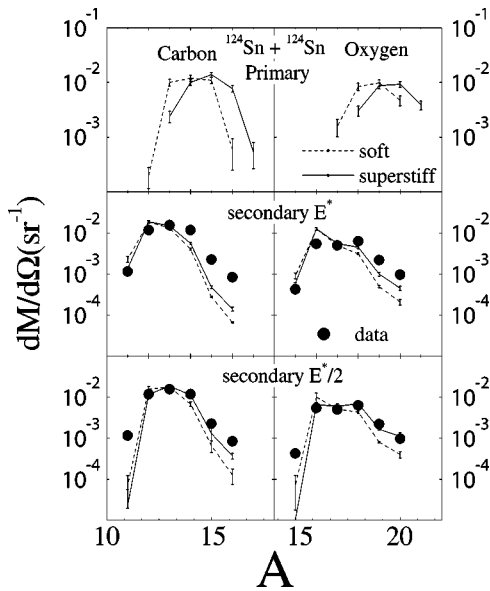 ¹²⁴Sn + ¹²⁴Sn
Carbon Oxygen
Primary
10⁻¹ 10⁻¹
10⁻² 10⁻²
10⁻³ 10⁻³
soft
superstiff
secondary E*
10⁻² 10⁻²
10⁻³ 10⁻³
10⁻⁴ 10⁻⁴
data
dM/dΩ(sr⁻¹)
secondary E*/2
10⁻² 10⁻²
10⁻³ 10⁻³
10⁻⁴ 10⁻⁴
10 15 15 20
A